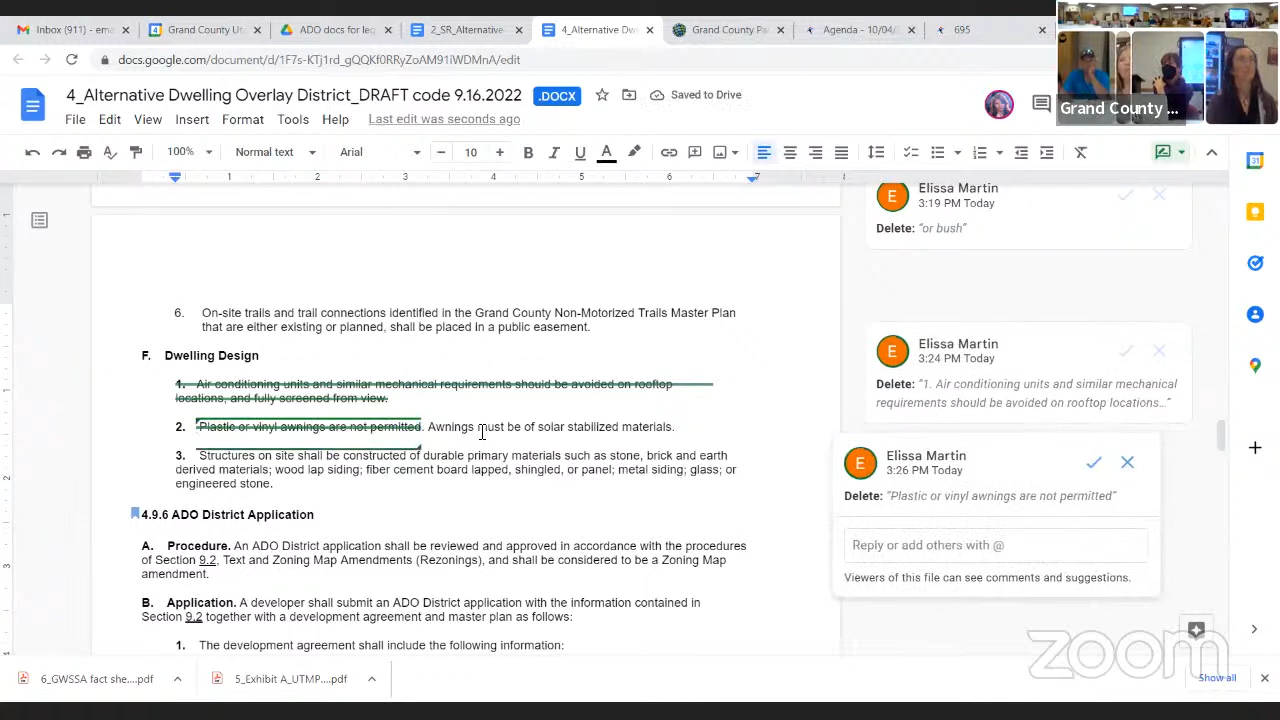 Inbox (911) - ems
Grand County Ut
ADO docs fo
2_SR_Alternative
4_Alternative Dw
Grand County Pa
Agenda - 10/04/
695
docs.google.com/document/d/1F7s-KTj1rd_gQQKf0RRyZoAM91iWDMnA/edit
Grand County ...
4_Alternative Dwelling Overlay District_DRAFT code 9.16.2022
.DOCX
Saved to Drive
File Edit View Insert Format Tools Help Last edit was seconds ago
100% Normal text Arial 10
1 2 3 4 5 6 7
Elissa Martin
3:19 PM Today
Delete: "or bush"
6. On-site trails and trail connections identified in the Grand County Non-Motorized Trails Master Plan
that are either existing or planned, shall be placed in a public easement.
F. Dwelling Design
1. Air conditioning units and similar mechanical requirements should be avoided on rooftop
locations, and fully screened from view.
2. Plastic or vinyl awnings are not permitted. Awnings must be of solar stabilized materials.
3. Structures on site shall be constructed of durable primary materials such as stone, brick and earth
derived materials; wood lap siding; fiber cement board lapped, shingled, or panel; metal siding; glass; or
engineered stone.
4.9.6 ADO District Application
A. Procedure. An ADO District application shall be reviewed and approved in accordance with the procedures
of Section 9.2, Text and Zoning Map Amendments (Rezonings), and shall be considered to be a Zoning Map
amendment.
B. Application. A developer shall submit an ADO District application with the information contained in
Section 9.2 together with a development agreement and master plan as follows:
1. The development agreement shall include the following information:
Elissa Martin
3:24 PM Today
Delete: "1. Air conditioning units and similar mechanical
requirements should be avoided on rooftop locations..."
Elissa Martin
3:26 PM Today
Delete: "Plastic or vinyl awnings are not permitted"
Reply or add others with @
Viewers of this file can see comments and suggestions.
zoom
6_GWSSA fact she....pdf
5_Exhibit A_UTMP....pdf
Show all